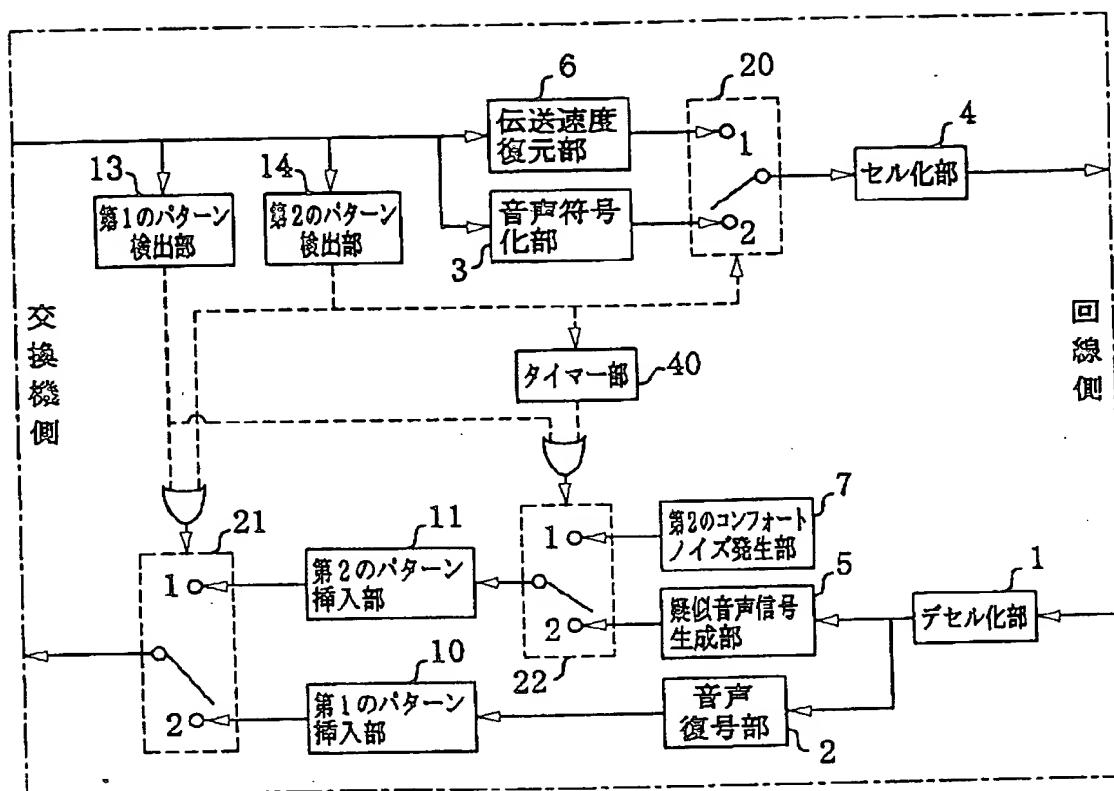 6
伝送速度
復元部
20
1
2
4
セル化部
13
第1のパターン
検出部
14
第2のパターン
検出部
音声符号
化部
3
交換機側
回線側
タイマー部
40
21
1
2
11
第2のパターン
挿入部
10
第1のパターン
挿入部
1
2
22
7
第2のコンフォート
ノイズ発生部
5
疑似音声信号
生成部
1
デセル化部
音声
復号部
2